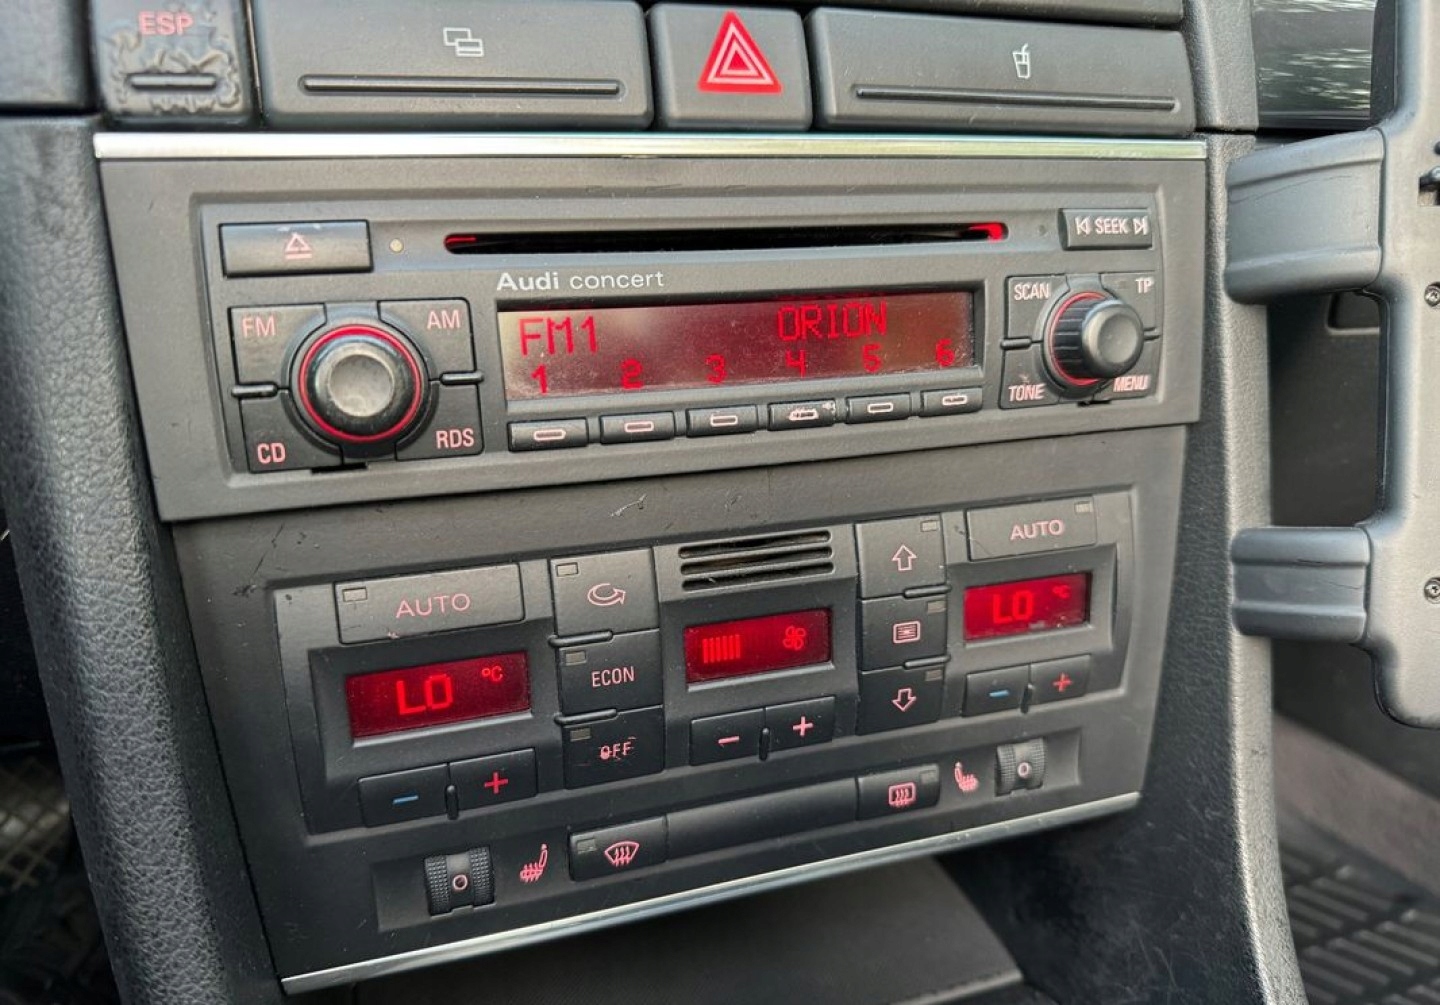 ESP
SEEK
Audi concert
FM AM
SCAN TP
FM1 ORION
1 2 3 4 5 6
CD RDS
TONE MENU
AUTO
AUTO
LO °C
LO °C
ECON
OFF
- +
- +
- +